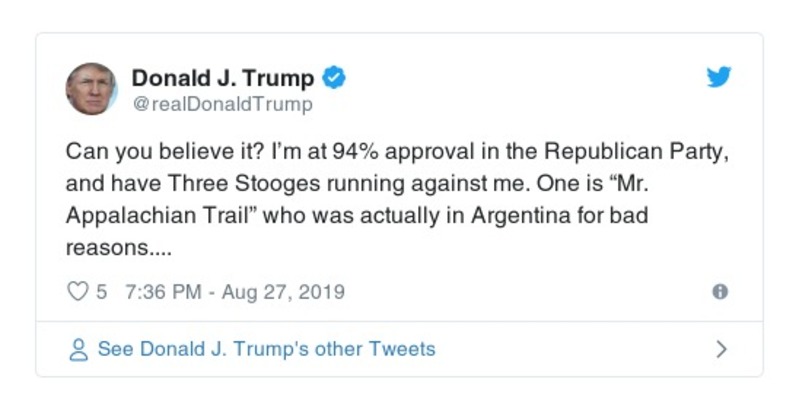 Donald J. Trump
@realDonaldTrump
Can you believe it? I’m at 94% approval in the Republican Party,
and have Three Stooges running against me. One is “Mr.
Appalachian Trail” who was actually in Argentina for bad
reasons....
5 7:36 PM - Aug 27, 2019
See Donald J. Trump's other Tweets